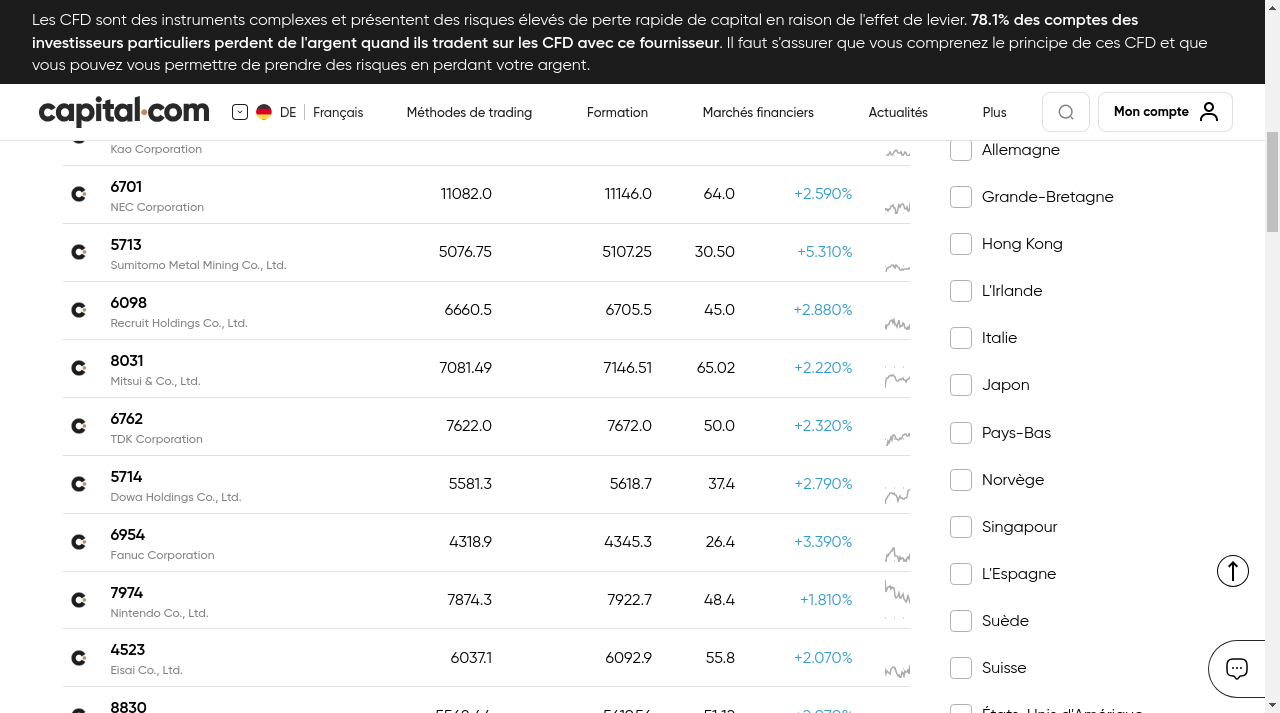 Les CFD sont des instruments complexes et présentent des risques élevés de perte rapide de capital en raison de l'effet de levier. 78.1% des comptes des
investisseurs particuliers perdent de l'argent quand ils tradent sur les CFD avec ce fournisseur. Il faut s'assurer que vous comprenez le principe de ces CFD et que
vous pouvez vous permettre de prendre des risques en perdant votre argent.
capital.com DE Français Méthodes de trading Formation Marchés financiers Actualités Plus Mon compte
Kao Corporation
6701 11082.0 11146.0 64.0 +2.590%
NEC Corporation
5713 5076.75 5107.25 30.50 +5.310%
Sumitomo Metal Mining Co., Ltd.
6098 6660.5 6705.5 45.0 +2.880%
Recruit Holdings Co., Ltd.
8031 7081.49 7146.51 65.02 +2.220%
Mitsui & Co., Ltd.
6762 7622.0 7672.0 50.0 +2.320%
TDK Corporation
5714 5581.3 5618.7 37.4 +2.790%
Dowa Holdings Co., Ltd.
6954 4318.9 4345.3 26.4 +3.390%
Fanuc Corporation
7974 7874.3 7922.7 48.4 +1.810%
Nintendo Co., Ltd.
4523 6037.1 6092.9 55.8 +2.070%
Eisai Co., Ltd.
8830
Allemagne
Grande-Bretagne
Hong Kong
L'Irlande
Italie
Japon
Pays-Bas
Norvège
Singapour
L'Espagne
Suède
Suisse
États-Unis d'Amérique